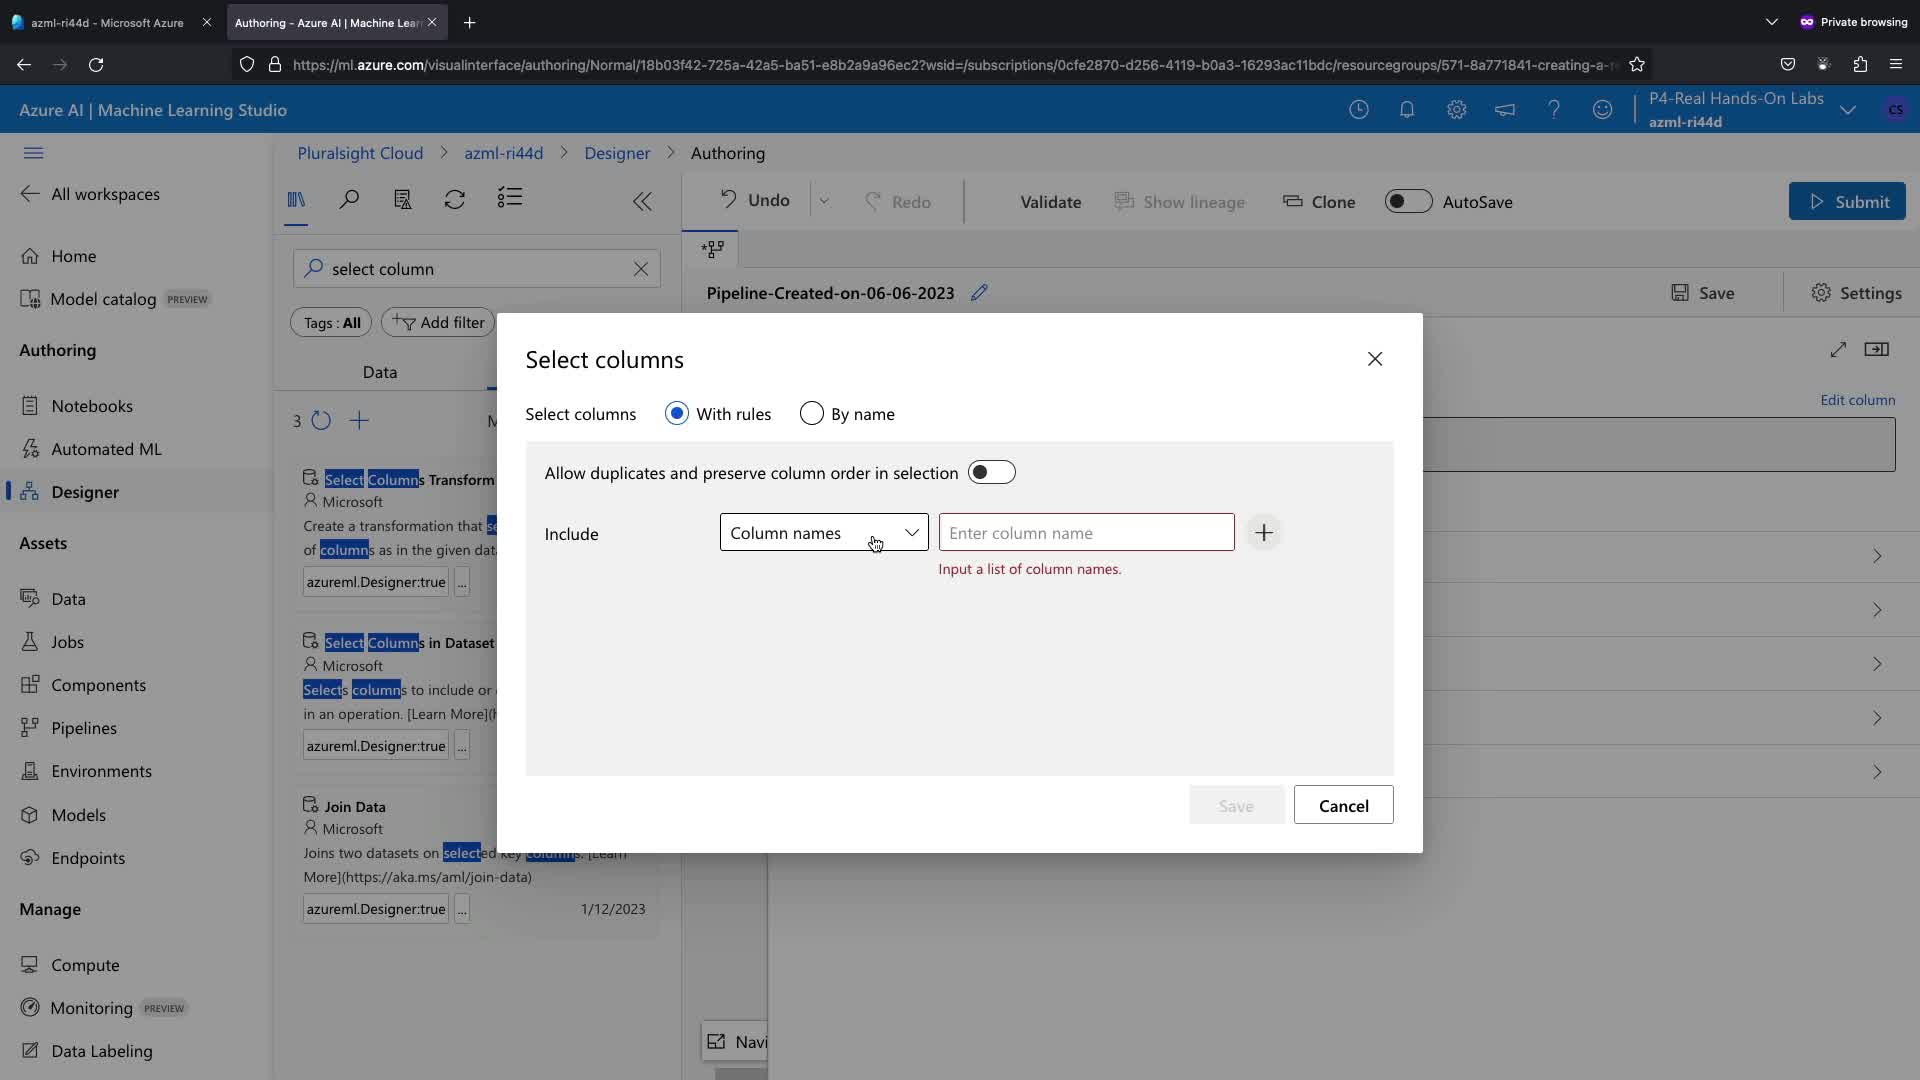 azml-ri44d - Microsoft Azure
Authoring - Azure AI | Machine Lear
Private browsing
https://ml.azure.com/visualinterface/authoring/Normal/18b03f42-725a-42a5-ba51-e8b2a9a96ec2?wsid=/subscriptions/0cfe2870-d256-4119-b0a3-16293ac11bdc/resourcegroups/571-8a771841-creating-a-
Azure AI | Machine Learning Studio
P4-Real Hands-On Labs
azml-ri44d
CS
Pluralsight Cloud > azml-ri44d > Designer > Authoring
All workspaces
Home
Model catalog PREVIEW
Authoring
Notebooks
Automated ML
Designer
Assets
Data
Jobs
Components
Pipelines
Environments
Models
Endpoints
Manage
Compute
Monitoring PREVIEW
Data Labeling
Undo
Redo
Validate
Show lineage
Clone
AutoSave
Submit
select column
Tags : All
Add filter
Data
3
Select Columns Transform
Microsoft
Create a transformation that se
of columns as in the given data
azureml.Designer:true ...
Select Columns in Dataset
Microsoft
Selects columns to include or
in an operation. [Learn More](h
azureml.Designer:true ...
Join Data
Microsoft
Joins two datasets on selected key columns. [Learn
More](https://aka.ms/aml/join-data)
azureml.Designer:true ...
1/12/2023
Pipeline-Created-on-06-06-2023
Save
Settings
Edit column
Navi
Select columns
Select columns
With rules
By name
Allow duplicates and preserve column order in selection
Include
Column names
Enter column name
Input a list of column names.
Save
Cancel